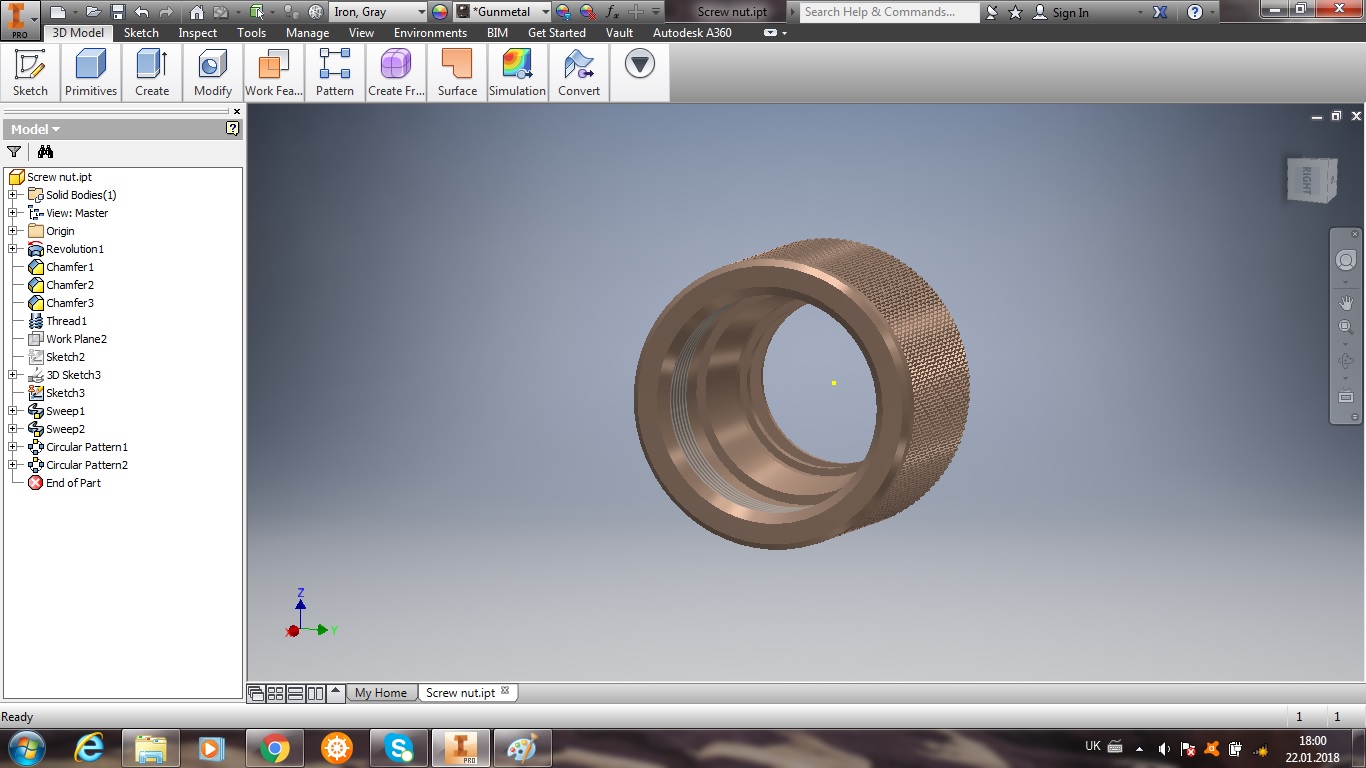 Iron, Gray
*Gunmetal
Screw nut.ipt
Search Help & Commands...
Sign In
PRO
3D Model
Sketch
Inspect
Tools
Manage
View
Environments
BIM
Get Started
Vault
Autodesk A360
Sketch
Primitives
Create
Modify
Work Fea...
Pattern
Create Fr...
Surface
Simulation
Convert
Model
Screw nut.ipt
Solid Bodies(1)
View: Master
Origin
Revolution1
Chamfer1
Chamfer2
Chamfer3
Thread1
Work Plane2
Sketch2
3D Sketch3
Sketch3
Sweep1
Sweep2
Circular Pattern1
Circular Pattern2
End of Part
RIGHT
Z
Y
X
My Home
Screw nut.ipt
Ready
1 1
PRO
UK
18:00
22.01.2018